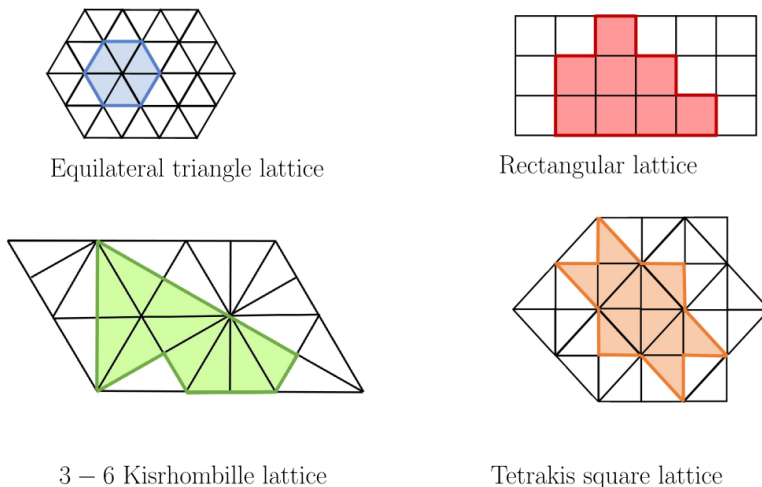 Equilateral triangle lattice
Rectangular lattice
3 − 6 Kisrhombille lattice
Tetrakis square lattice